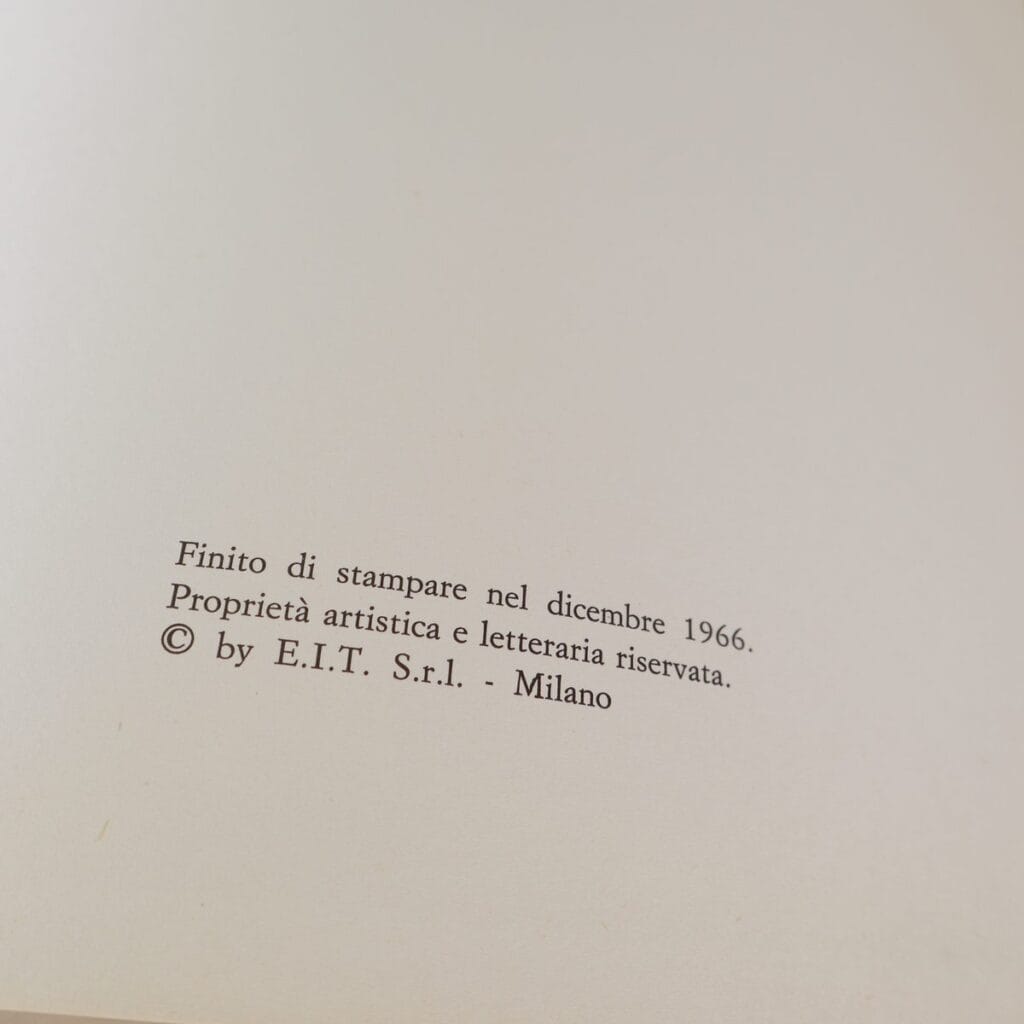 Finito di stampare nel dicembre 1966.
Proprietà artistica e letteraria riservata.
© by E.I.T. S.r.l. - Milano